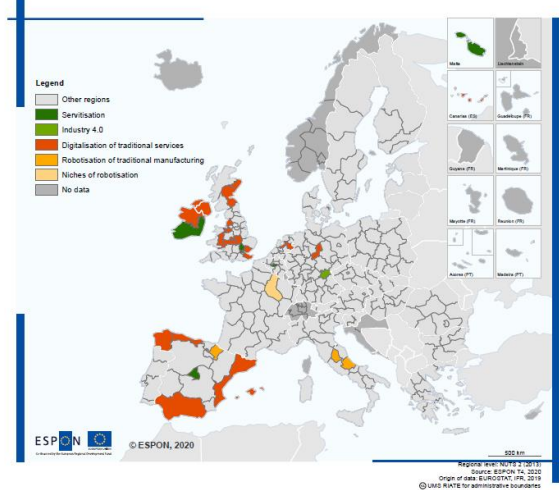 Legend
Other regions
Servitisation
Industry 4.0
Digitalisation of traditional services
Robotisation of traditional manufacturing
Niches of robotisation
No data
Malta
Liechtenstein
Canarias (ES)
Guadeloupe (FR)
Guyane (FR)
Martinique (FR)
Mayotte (FR)
Reunion (FR)
Azores (PT)
Madeira (PT)
ESPON
© ESPON, 2020
500 km
Regional level: NUTS 2 (2013)
Source: ESPON T4, 2020
Origin of data: EUROSTAT, IFR, 2019
© UMS RIATE for administrative boundaries